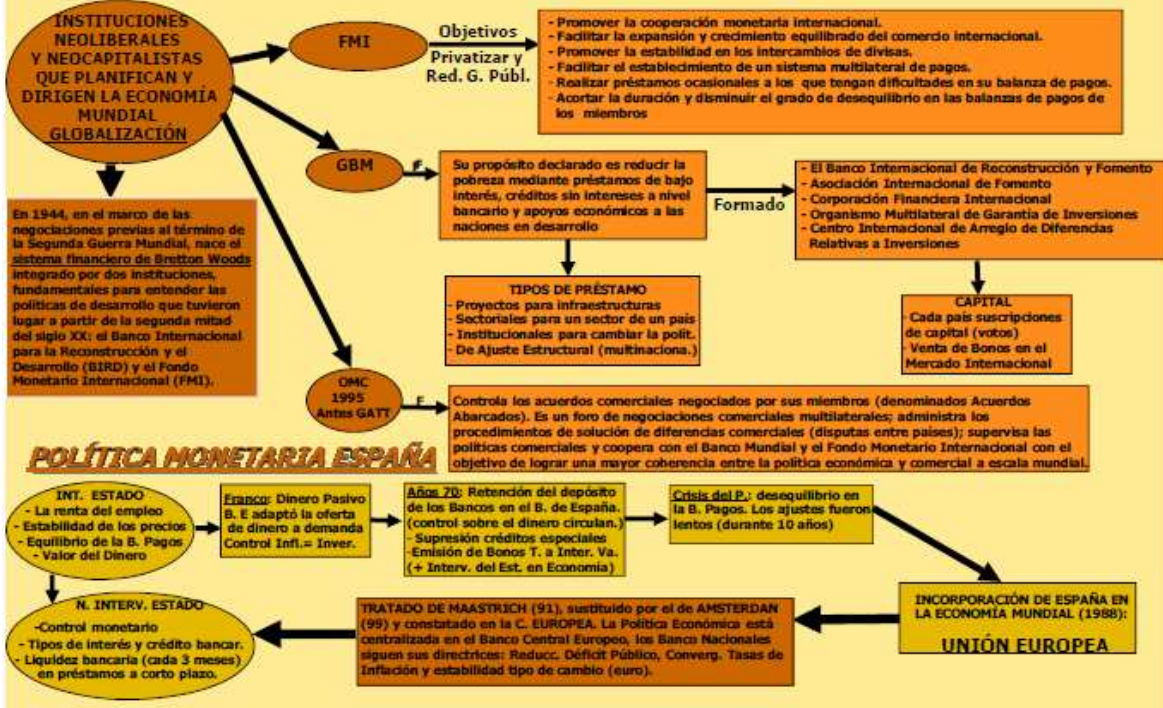 INSTITUCIONES
NEOLIBERALES
Y NEOCAPITALISTAS
QUE PLANIFICAN Y
DIRIGEN LA ECONOMÍA
MUNDIAL
GLOBALIZACIÓN
FMI
Objetivos
Privatizar y
Red. G. Públ.
- Promover la cooperación monetaria internacional.
- Facilitar la expansión y crecimiento equilibrado del comercio internacional.
- Promover la estabilidad en los intercambios de divisas.
- Facilitar el establecimiento de un sistema multilateral de pagos.
- Realizar préstamos ocasionales a los que tengan dificultades en su balanza de pagos.
- Acortar la duración y disminuir el grado de desequilibrio en las balanzas de pagos de
los miembros
GBM
F
Su propósito declarado es reducir la
pobreza mediante préstamos de bajo
interés, créditos sin intereses a nivel
bancario y apoyos económicos a las
naciones en desarrollo
Formado
- El Banco Internacional de Reconstrucción y Fomento
- Asociación Internacional de Fomento
- Corporación Financiera Internacional
- Organismo Multilateral de Garantía de Inversiones
- Centro Internacional de Arreglo de Diferencias
Relativas a Inversiones
En 1944, en el marco de las
negociaciones previas al término de
la Segunda Guerra Mundial, nace el
sistema financiero de Bretton Woods
integrado por dos instituciones,
fundamentales para entender las
políticas de desarrollo que tuvieron
lugar a partir de la segunda mitad
del siglo XX: el Banco Internacional
para la Reconstrucción y el
Desarrollo (BIRD) y el Fondo
Monetario Internacional (FMI).
TIPOS DE PRÉSTAMO
- Proyectos para infraestructuras
- Sectoriales para un sector de un país
- Institucionales para cambiar la polít.
- De Ajuste Estructural (multinaciona.)
CAPITAL
- Cada país suscripciones
de capital (votos)
- Venta de Bonos en el
Mercado Internacional
OMC
1995
Antes GATT
F
Controla los acuerdos comerciales negociados por sus miembros (denominados Acuerdos
Abarcados). Es un foro de negociaciones comerciales multilaterales; administra los
procedimientos de solución de diferencias comerciales (disputas entre países); supervisa las
políticas comerciales y coopera con el Banco Mundial y el Fondo Monetario Internacional con el
objetivo de lograr una mayor coherencia entre la política económica y comercial a escala mundial.
POLÍTICA MONETARIA ESPAÑA
INT. ESTADO
- La renta del empleo
- Estabilidad de los precios
- Equilibrio de la B. Pagos
- Valor del Dinero
Franco: Dinero Pasivo
B. E adaptó la oferta
de dinero a demanda
Control Infl.= Inver.
Años 70: Retención del depósito
de los Bancos en el B. de España.
(control sobre el dinero circulan.)
- Supresión créditos especiales
-Emisión de Bonos T. a Inter. Va.
(+ Interv. del Est. en Economía)
Crisis del P.: desequilibrio en
la B. Pagos. Los ajustes fueron
lentos (durante 10 años)
INCORPORACIÓN DE ESPAÑA EN
LA ECONOMÍA MUNDIAL (1988):
UNIÓN EUROPEA
TRATADO DE MAASTRICH (91), sustituido por el de AMSTERDAN
(99) y constatado en la C. EUROPEA. La Política Económica está
centralizada en el Banco Central Europeo, los Banco Nacionales
siguen sus directrices: Reducc. Déficit Público, Converg. Tasas de
Inflación y estabilidad tipo de cambio (euro).
N. INTERV. ESTADO
-Control monetario
- Tipos de interés y crédito bancar.
- Liquidez bancaria (cada 3 meses)
en préstamos a corto plazo.